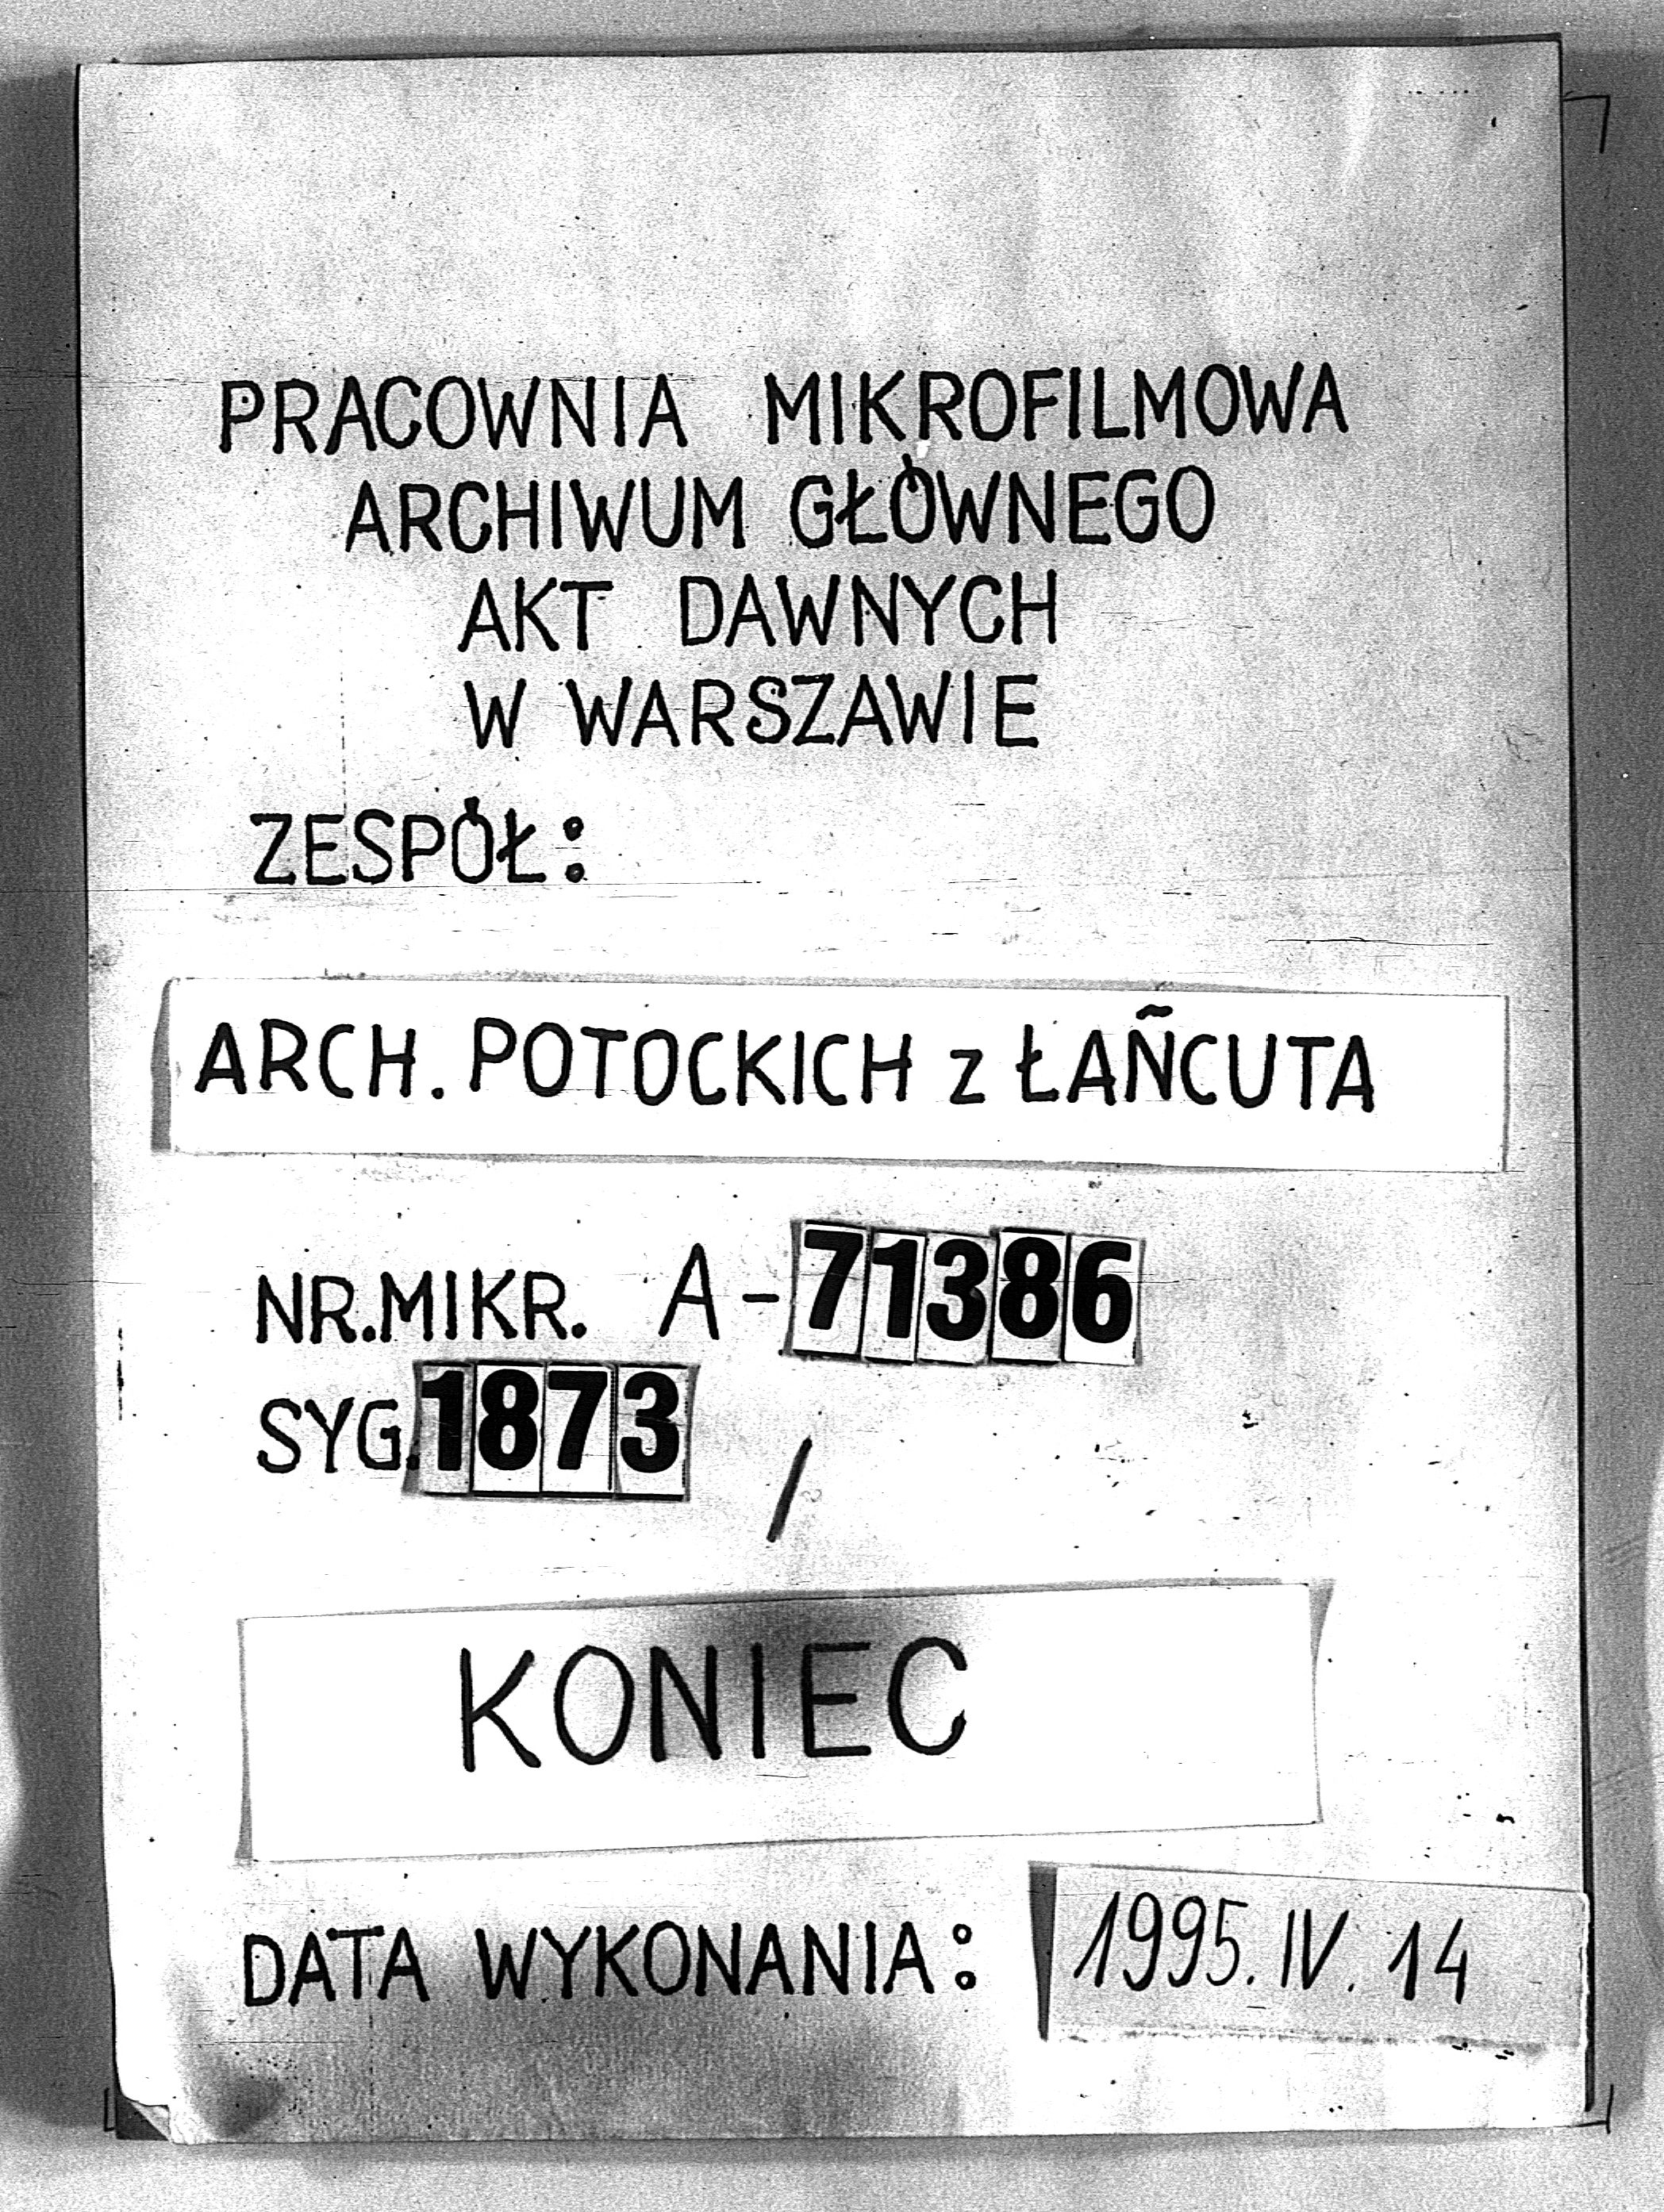 PRACOWNIA MIKROFILMOWA
ARCHIWUM GŁÓWNEGO
AKT DAWNYCH
W WARSZAWIE
ZESPÓŁ:
ARCH. POTOCKICH z ŁAÑCUTA
NR.MIKR. A-71386
SYG.1873 /
KONIEC
DATA WYKONANIA: 1995.IV.14